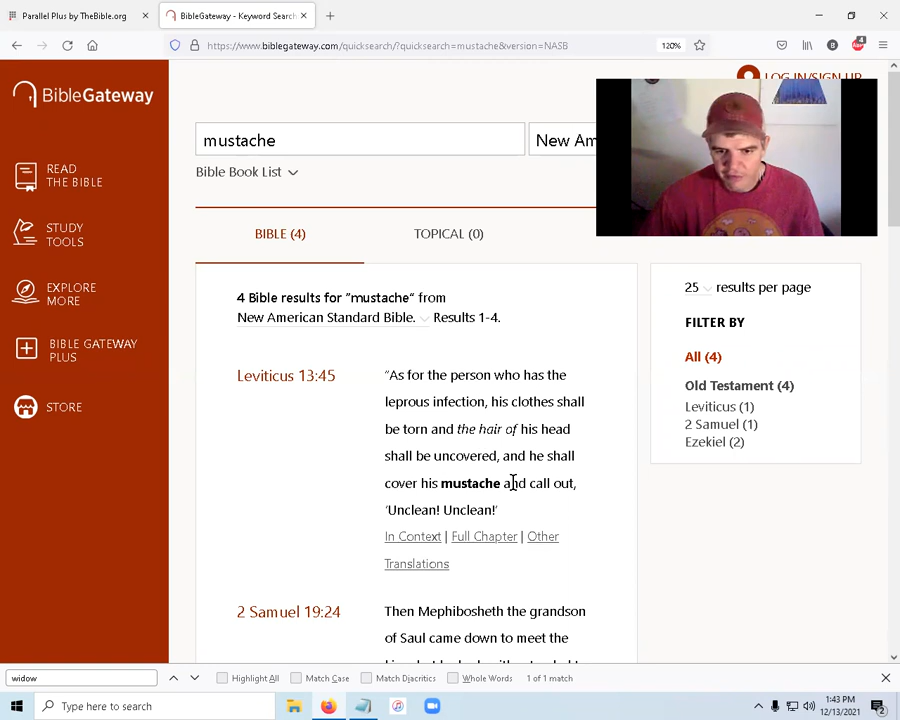 Parallel Plus by TheBible.org
BibleGateway - Keyword Search
https://www.biblegateway.com/quicksearch/?quicksearch=mustache&version=NASB
120%
LOG IN/SIGN UP
BibleGateway
mustache
New Am
Bible Book List
READ
THE BIBLE
STUDY
TOOLS
EXPLORE
MORE
BIBLE GATEWAY
PLUS
STORE
BIBLE (4)
TOPICAL (0)
4 Bible results for "mustache" from
New American Standard Bible. Results 1-4.
25 results per page
FILTER BY
All (4)
Old Testament (4)
Leviticus (1)
2 Samuel (1)
Ezekiel (2)
Leviticus 13:45
"As for the person who has the
leprous infection, his clothes shall
be torn and the hair of his head
shall be uncovered, and he shall
cover his mustache and call out,
'Unclean! Unclean!'
In Context | Full Chapter | Other
Translations
2 Samuel 19:24
Then Mephibosheth the grandson
of Saul came down to meet the
widow
Highlight All
Match Case
Match Diacritics
Whole Words
1 of 1 match
Type here to search
1:43 PM
12/13/2021